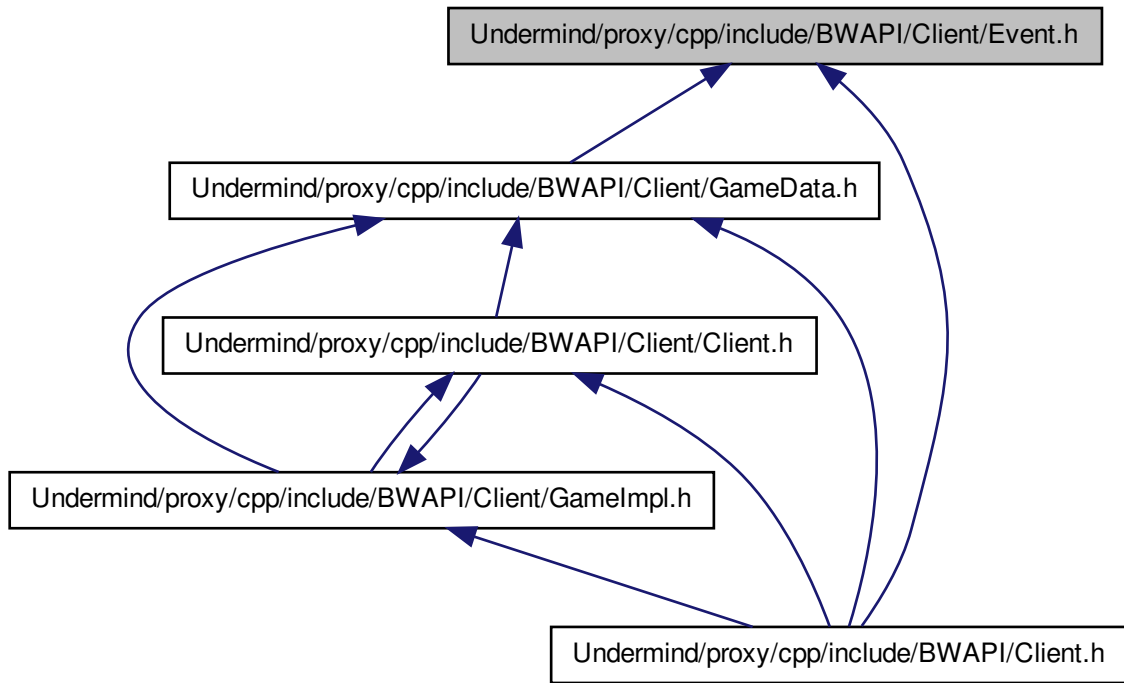 Undermind/proxy/cpp/include/BWAPI/Client/Event.h
Undermind/proxy/cpp/include/BWAPI/Client/GameData.h
Undermind/proxy/cpp/include/BWAPI/Client/Client.h
Undermind/proxy/cpp/include/BWAPI/Client/GameImpl.h
Undermind/proxy/cpp/include/BWAPI/Client.h